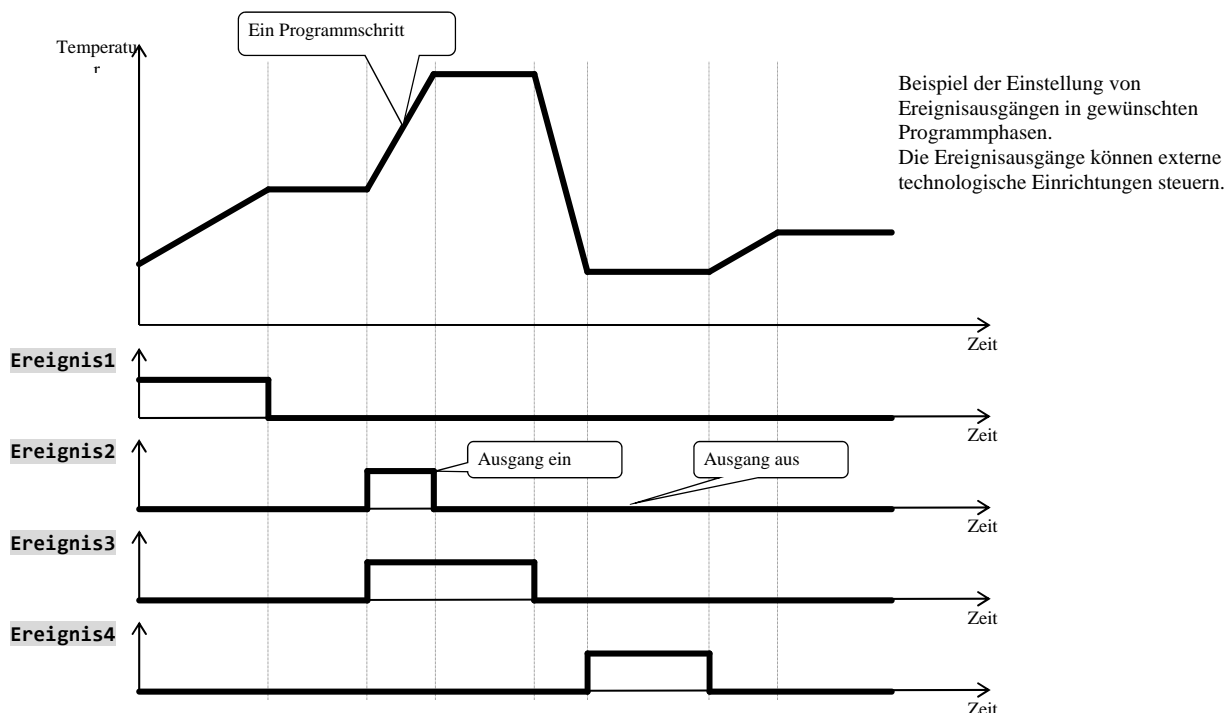 Ein Programmschritt
Temperatu
r
Beispiel der Einstellung von
Ereignisausgängen in gewünschten
Programmphasen.
Die Ereignisausgänge können externe
technologische Einrichtungen steuern.
Zeit
Ereignis1
Zeit
Ereignis2
Ausgang ein
Ausgang aus
Zeit
Ereignis3
Zeit
Ereignis4
Zeit